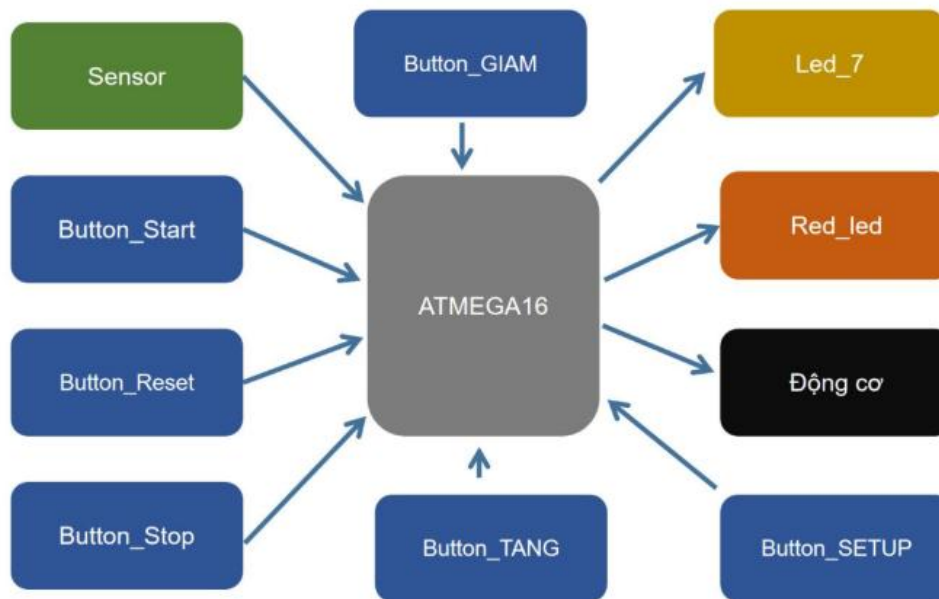 Sensor
Button_GIAM
Led_7
Button_Start
Red_led
ATMEGA16
Button_Reset
Động cơ
Button_Stop
Button_TANG
Button_SETUP